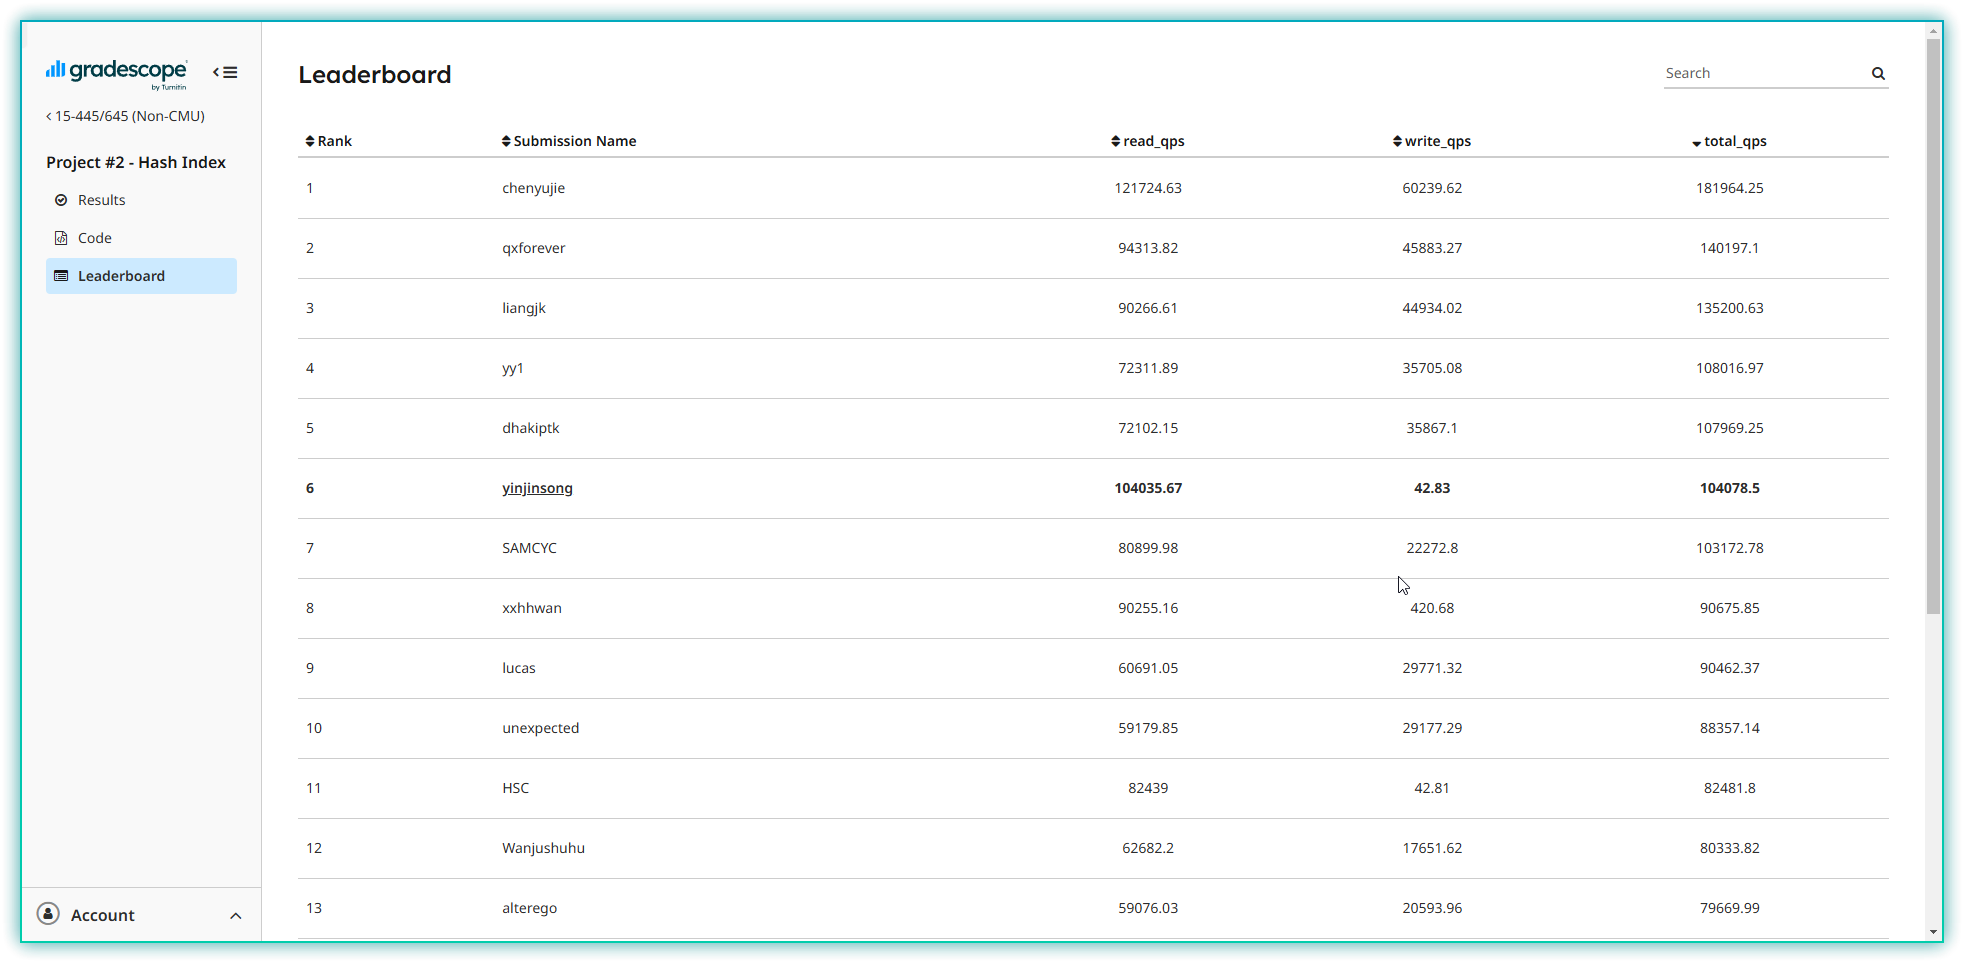 gradescope
by Turnitin
15-445/645 (Non-CMU)
Project #2 - Hash Index
Results
Code
Leaderboard
Account
Leaderboard
Search
Rank Submission Name read_qps write_qps total_qps
1 chenyujie 121724.63 60239.62 181964.25
2 qxforever 94313.82 45883.27 140197.1
3 liangjk 90266.61 44934.02 135200.63
4 yy1 72311.89 35705.08 108016.97
5 dhakiptk 72102.15 35867.1 107969.25
6 yinjinsong 104035.67 42.83 104078.5
7 SAMCYC 80899.98 22272.8 103172.78
8 xxhhwan 90255.16 420.68 90675.85
9 lucas 60691.05 29771.32 90462.37
10 unexpected 59179.85 29177.29 88357.14
11 HSC 82439 42.81 82481.8
12 Wanjushuhu 62682.2 17651.62 80333.82
13 alterego 59076.03 20593.96 79669.99